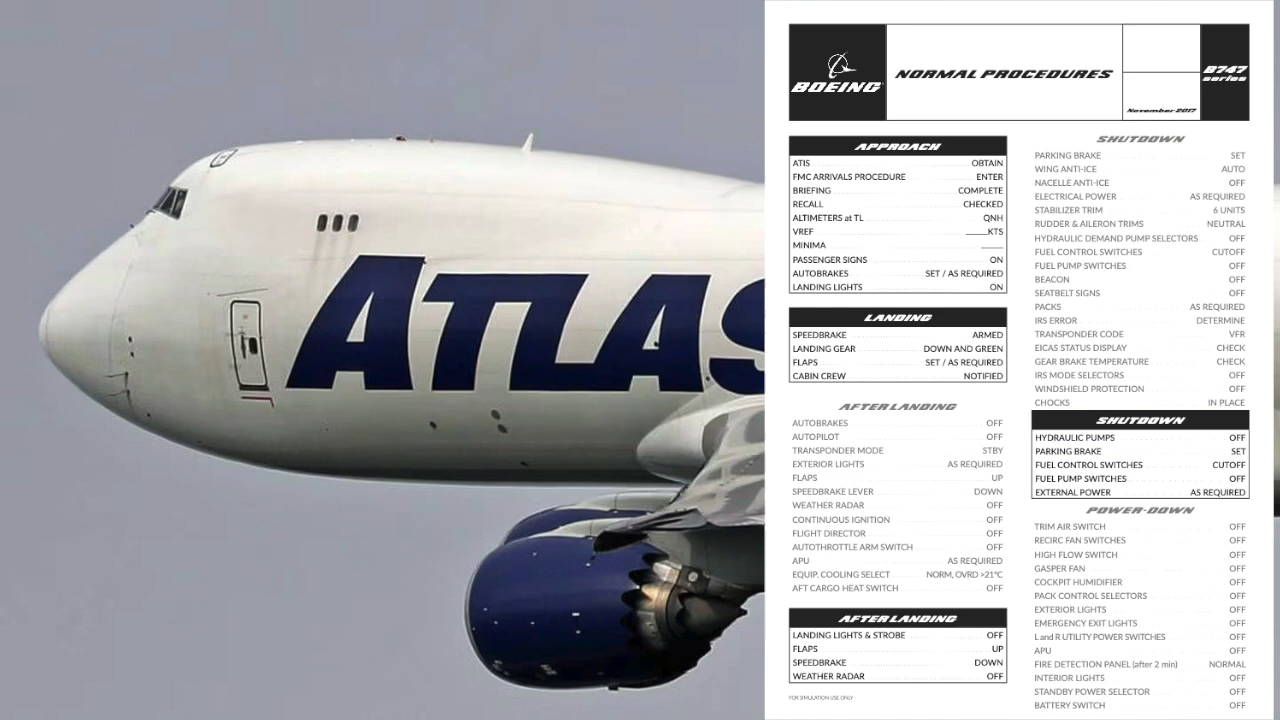 ATLAS
BOEING
NORMAL PROCEDURES
November 2017
B747
series
APPROACH
ATIS OBTAIN
FMC ARRIVALS PROCEDURE ENTER
BRIEFING COMPLETE
RECALL CHECKED
ALTIMETERS at TL QNH
VREF _____KTS
MINIMA _____
PASSENGER SIGNS ON
AUTOBRAKES SET / AS REQUIRED
LANDING LIGHTS ON
LANDING
SPEEDBRAKE ARMED
LANDING GEAR DOWN AND GREEN
FLAPS SET / AS REQUIRED
CABIN CREW NOTIFIED
AFTER LANDING
AUTOBRAKES OFF
AUTOPILOT OFF
TRANSPONDER MODE STBY
EXTERIOR LIGHTS AS REQUIRED
FLAPS UP
SPEEDBRAKE LEVER DOWN
WEATHER RADAR OFF
CONTINUOUS IGNITION OFF
FLIGHT DIRECTOR OFF
AUTOTHROTTLE ARM SWITCH OFF
APU AS REQUIRED
EQUIP. COOLING SELECT NORM, OVRD >21°C
AFT CARGO HEAT SWITCH OFF
AFTER LANDING
LANDING LIGHTS & STROBE OFF
FLAPS UP
SPEEDBRAKE DOWN
WEATHER RADAR OFF
FOR SIMULATION USE ONLY
SHUTDOWN
PARKING BRAKE SET
WING ANTI-ICE AUTO
NACELLE ANTI-ICE OFF
ELECTRICAL POWER AS REQUIRED
STABILIZER TRIM 6 UNITS
RUDDER & AILERON TRIMS NEUTRAL
HYDRAULIC DEMAND PUMP SELECTORS OFF
FUEL CONTROL SWITCHES CUTOFF
FUEL PUMP SWITCHES OFF
BEACON OFF
SEATBELT SIGNS OFF
PACKS AS REQUIRED
IRS ERROR DETERMINE
TRANSPONDER CODE VFR
EICAS STATUS DISPLAY CHECK
GEAR BRAKE TEMPERATURE CHECK
IRS MODE SELECTORS OFF
WINDSHIELD PROTECTION OFF
CHOCKS IN PLACE
SHUTDOWN
HYDRAULIC PUMPS OFF
PARKING BRAKE SET
FUEL CONTROL SWITCHES CUTOFF
FUEL PUMP SWITCHES OFF
EXTERNAL POWER AS REQUIRED
POWER-DOWN
TRIM AIR SWITCH OFF
RECIRC FAN SWITCHES OFF
HIGH FLOW SWITCH OFF
GASPER FAN OFF
COCKPIT HUMIDIFIER OFF
PACK CONTROL SELECTORS OFF
EXTERIOR LIGHTS OFF
EMERGENCY EXIT LIGHTS OFF
L and R UTILITY POWER SWITCHES OFF
APU OFF
FIRE DETECTION PANEL (after 2 min) NORMAL
INTERIOR LIGHTS OFF
STANDBY POWER SELECTOR OFF
BATTERY SWITCH OFF